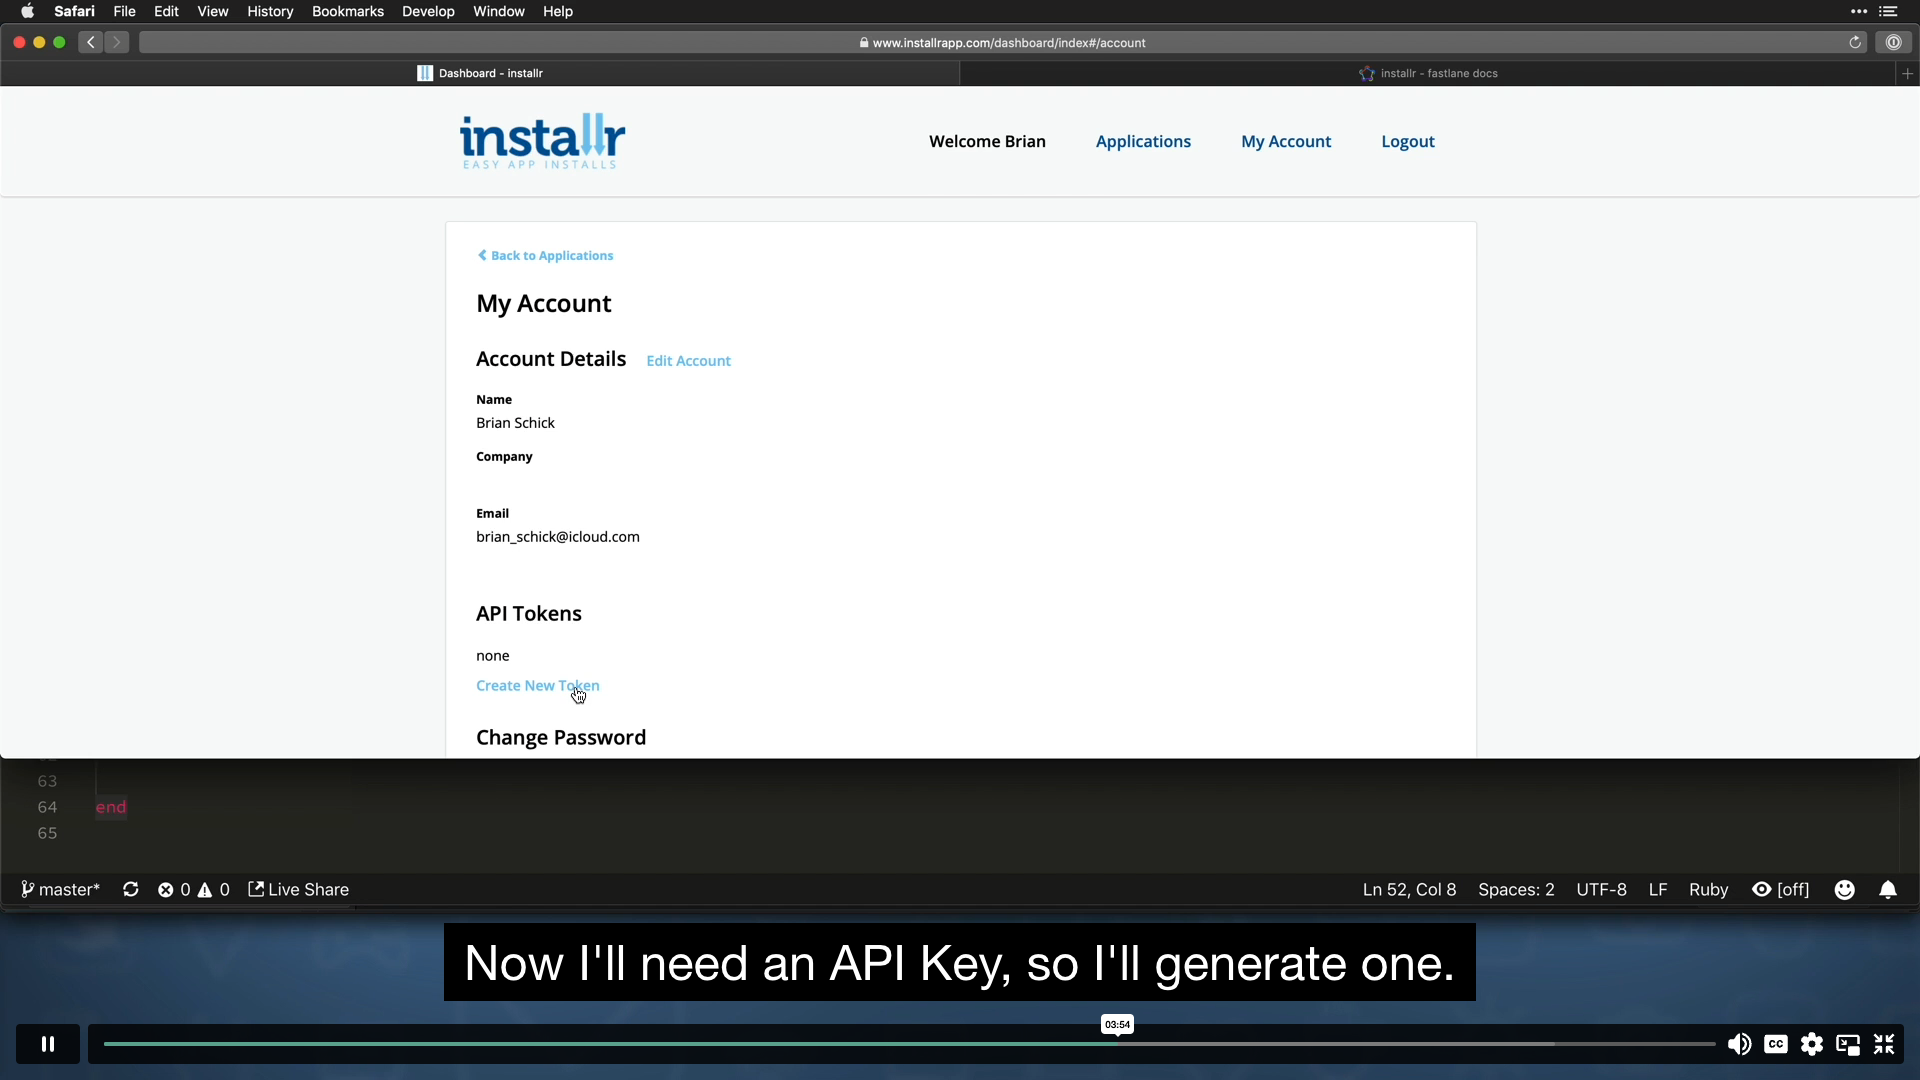 Safari File Edit View History Bookmarks Develop Window Help
www.installrapp.com/dashboard/index#/account
Dashboard - installr
installr - fastlane docs
installr
EASY APP INSTALLS
Welcome Brian Applications My Account Logout
Back to Applications
My Account
Account Details Edit Account
Name
Brian Schick
Company
Email
brian_schick@icloud.com
API Tokens
none
Create New Token
Change Password
63
64 end
65
master* 0 0 Live Share Ln 52, Col 8 Spaces: 2 UTF-8 LF Ruby [off]
Now I'll need an API Key, so I'll generate one.
03:54
CC